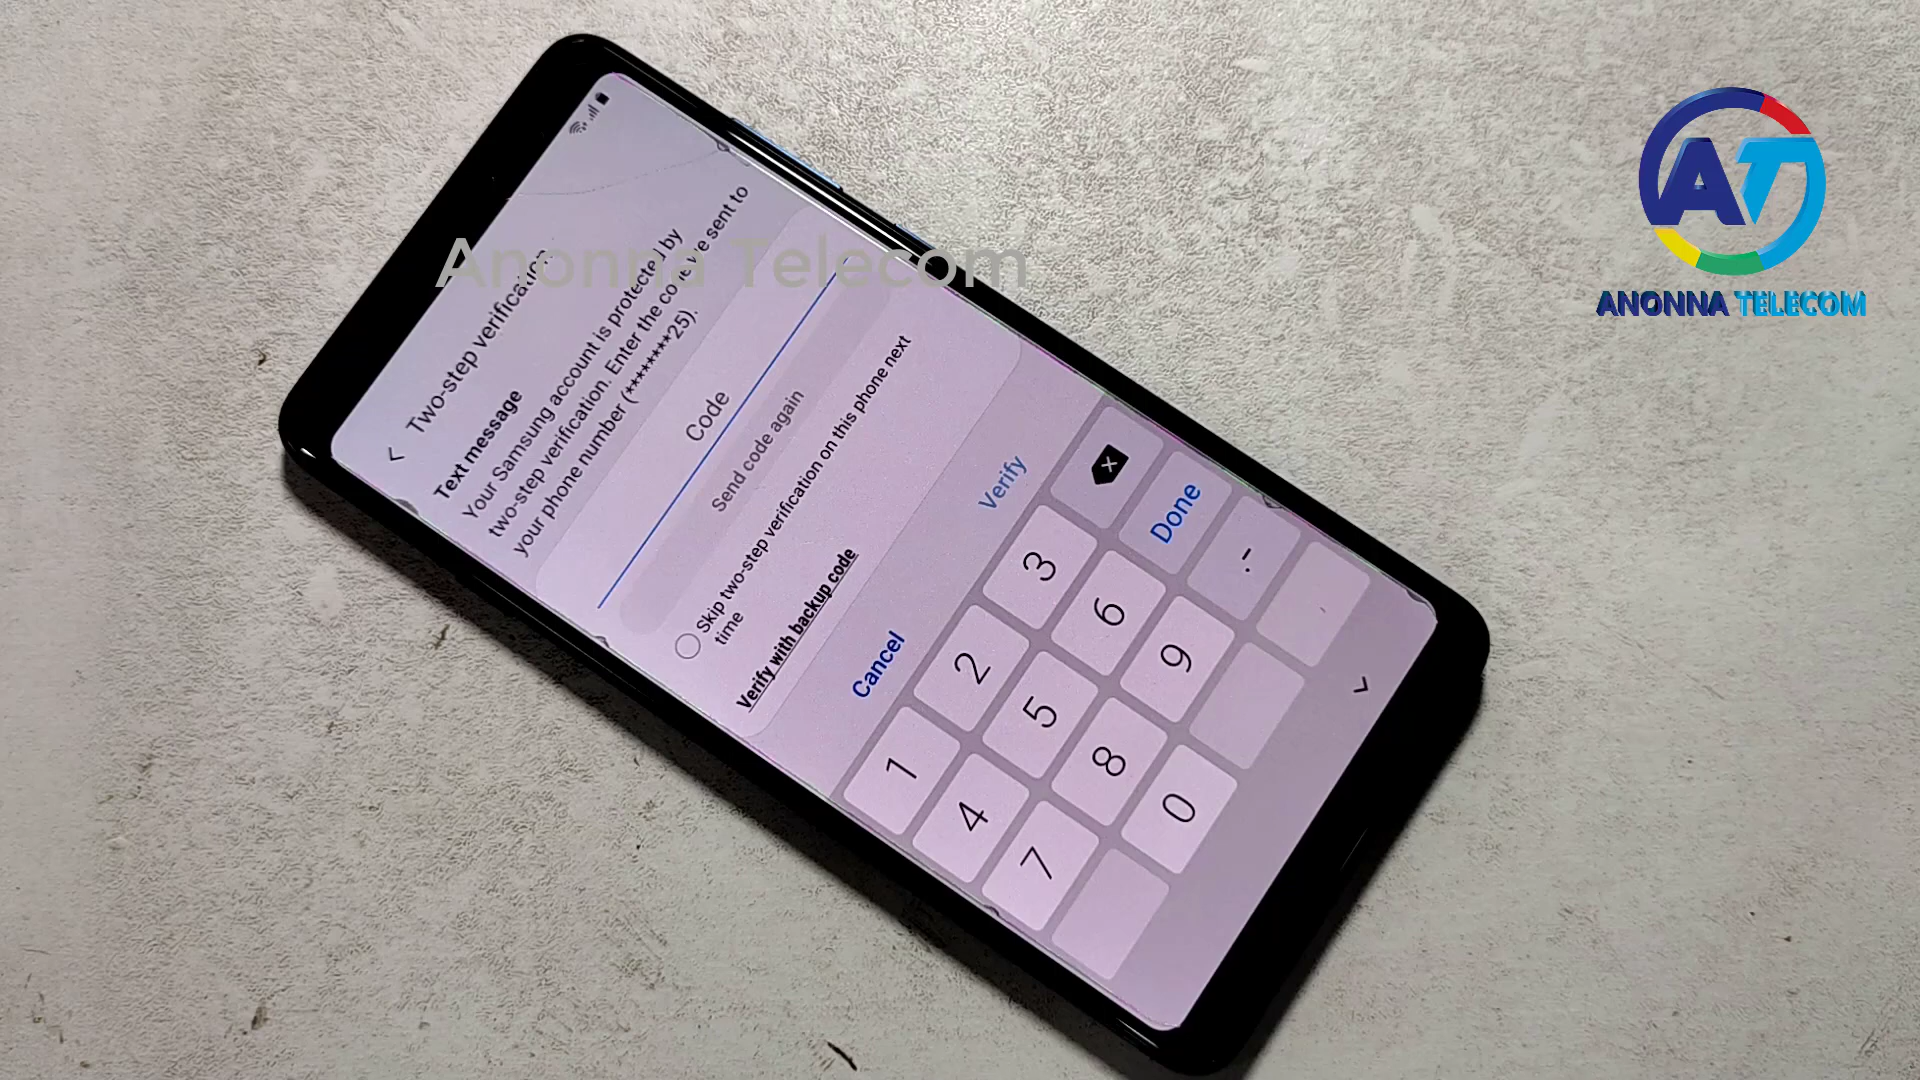 Two-step verification
Text message
Your Samsung account is protected by
two-step verification. Enter the code we sent to
your phone number (********25).
Code
Send code again
Skip two-step verification on this phone next
time
Verify with backup code
Cancel
Verify
1
2
3
4
5
6
Done
7
8
9
.-
0
,
Anonna Telecom
AT
ANONNA TELECOM